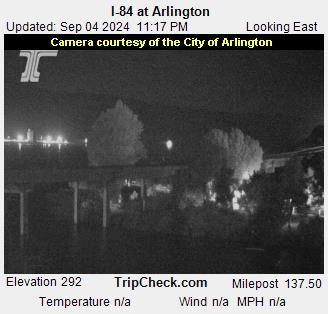 I-84 at Arlington
Updated: Sep 04 2024 11:17 PM Looking East
Camera courtesy of the City of Arlington
Elevation 292 TripCheck.com Milepost 137.50
Temperature n/a Wind n/a MPH n/a